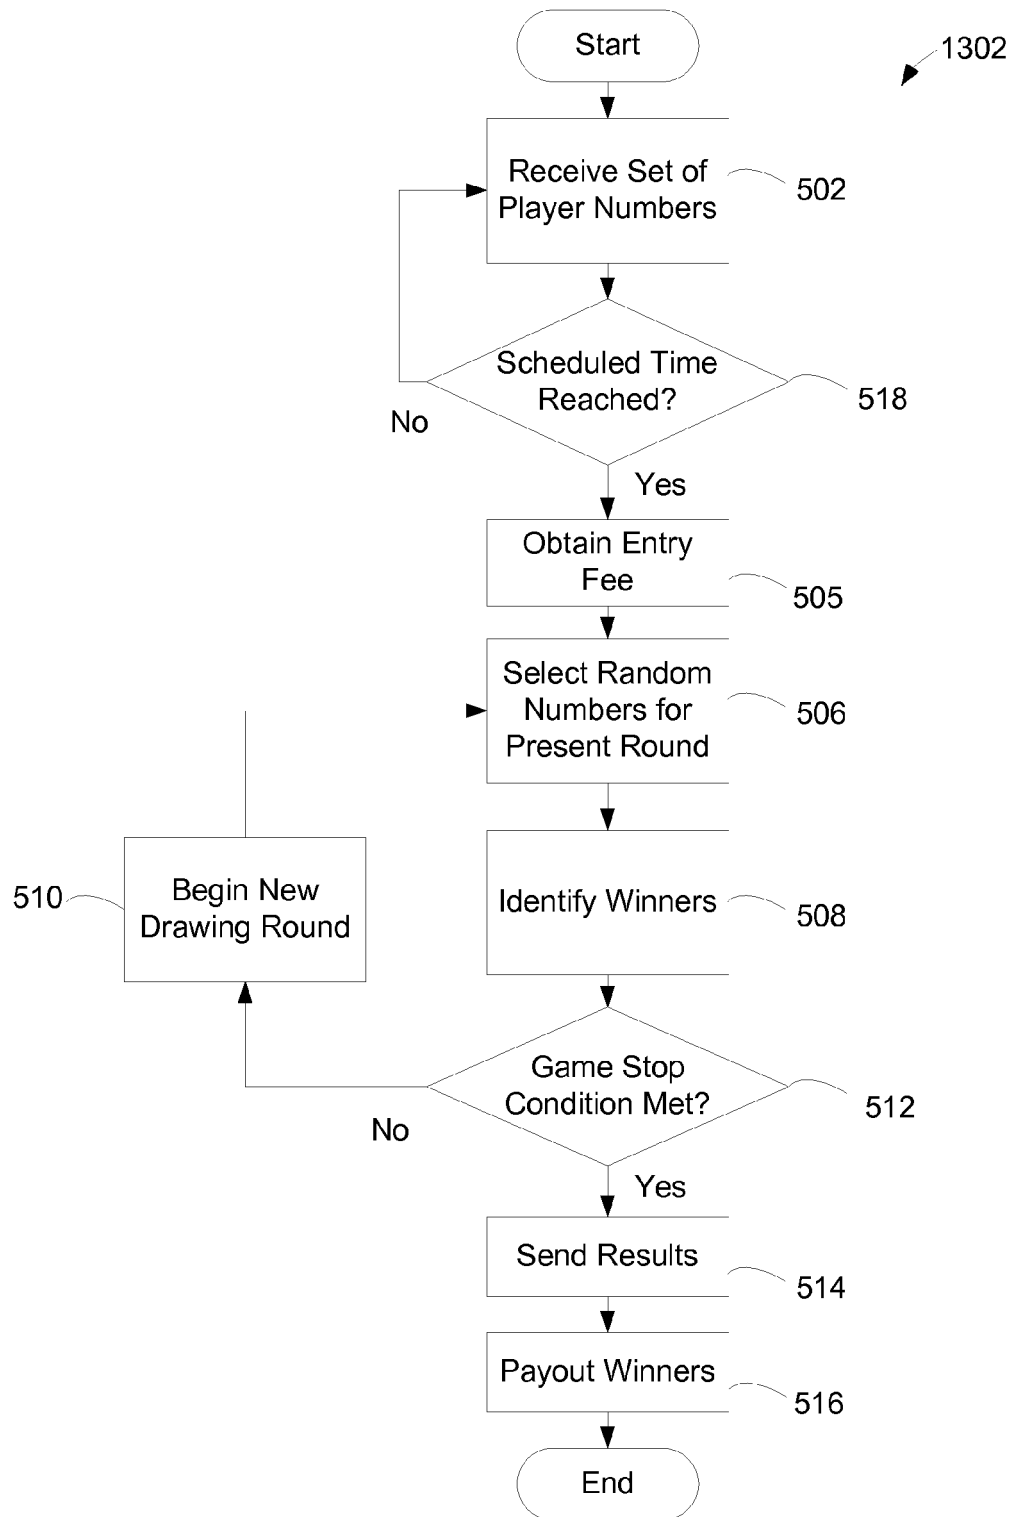 Start
1302
Receive Set of
Player Numbers
502
Scheduled Time
Reached?
518
No
Yes
Obtain Entry
Fee
505
Select Random
Numbers for
Present Round
506
510
Begin New
Drawing Round
Identify Winners
508
Game Stop
Condition Met?
512
No
Yes
Send Results
514
Payout Winners
516
End